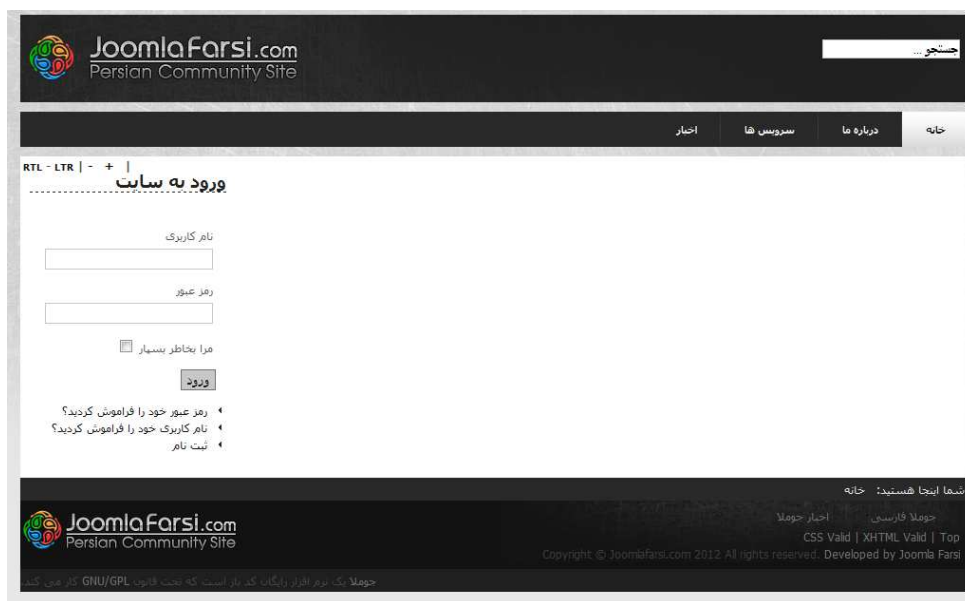 JoomlaFarsi.com
Persian Community Site
جستجو ...
خانه
درباره ما
سرویس ها
اخبار
RTL - LTR | - + |
ورود به سایت
نام کاربری
رمز عبور
مرا بخاطر بسپار
ورود
رمز عبور خود را فراموش کردید؟
نام کاربری خود را فراموش کردید؟
ثبت نام
شما اینجا هستید: خانه
جوملا فارسی اخبار جوملا
JoomlaFarsi.com
Persian Community Site
CSS Valid | XHTML Valid | Top
Copyright © Joomlafarsi.com 2012 All rights reserved. Developed by Joomla Farsi
جوملا یک نرم افزار رایگان کد باز است که تحت قانون GNU/GPL کار می کند.